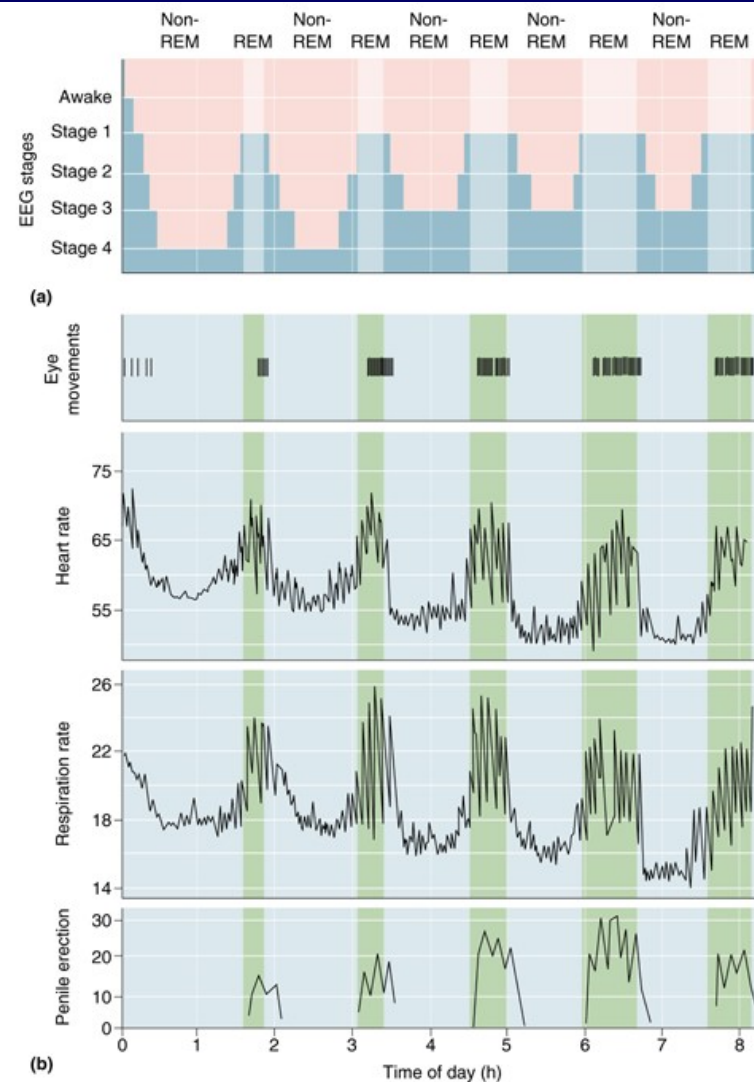 Non-
REM
REM
Non-
REM
REM
Non-
REM
REM
Non-
REM
REM
Non-
REM
REM
EEG stages
Awake
Stage 1
Stage 2
Stage 3
Stage 4
(a)
Eye
movements
Heart rate
75
65
55
Respiration rate
26
22
18
14
Penile erection
30
20
10
0
0 1 2 3 4 5 6 7 8
(b)
Time of day (h)